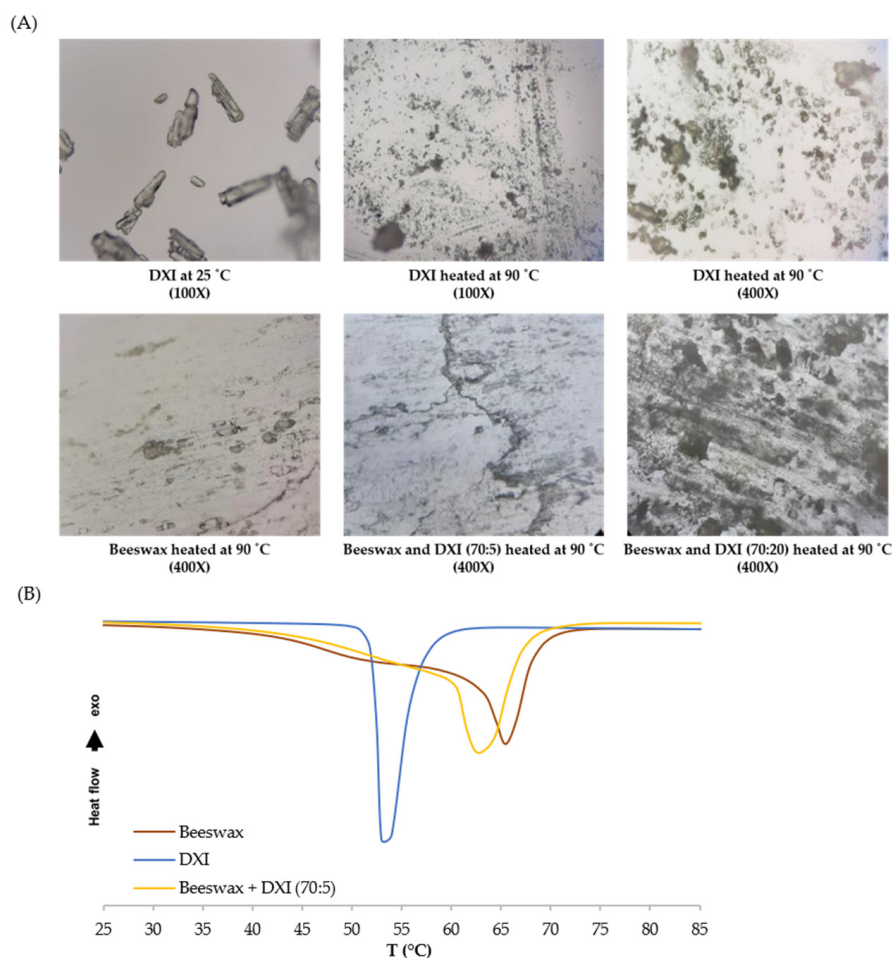 (A)
DXI at 25 ˚C
(100X)
DXI heated at 90 ˚C
(100X)
DXI heated at 90 ˚C
(400X)
Beeswax heated at 90 ˚C
(400X)
Beeswax and DXI (70:5) heated at 90 ˚C
(400X)
Beeswax and DXI (70:20) heated at 90 ˚C
(400X)
(B)
Heat flow exo
Beeswax
DXI
Beeswax + DXI (70:5)
25 30 35 40 45 50 55 60 65 70 75 80 85
T (°C)